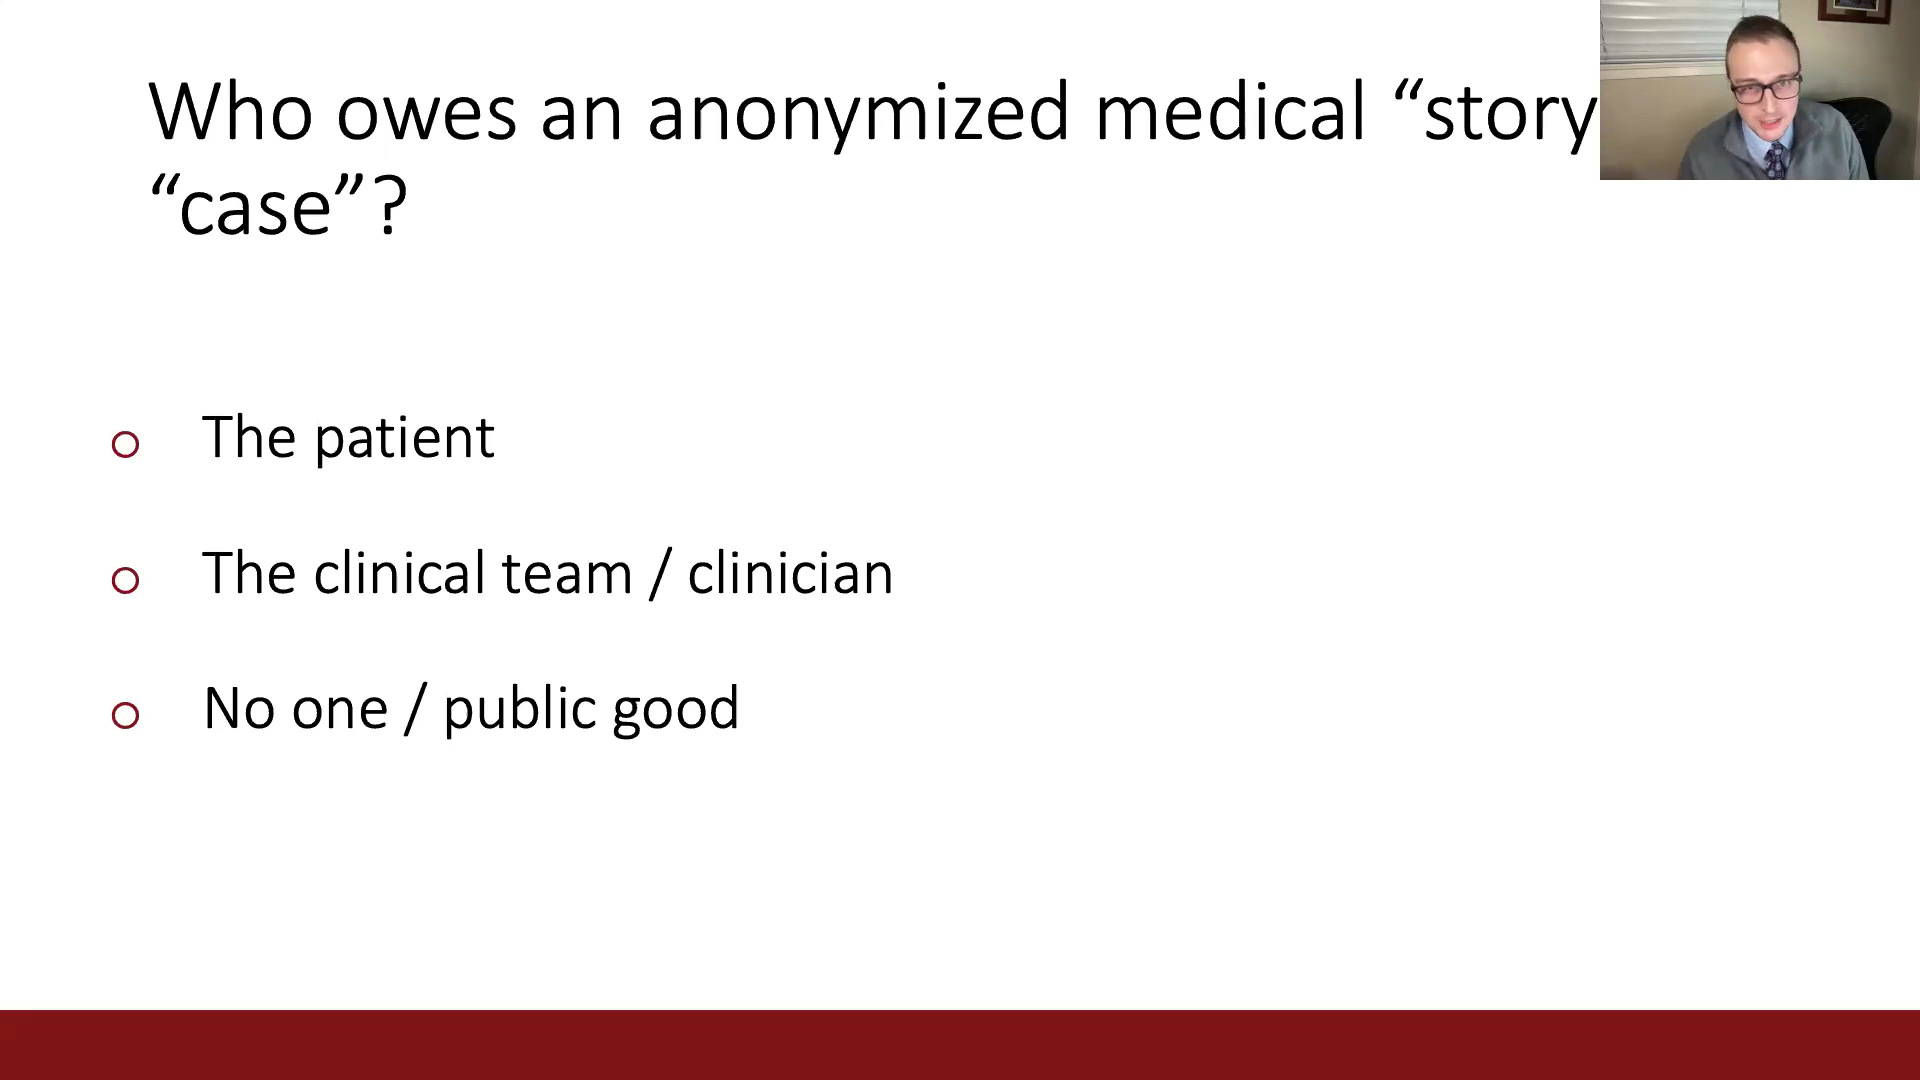 Who owes an anonymized medical “story
“case”?
The patient
The clinical team / clinician
No one / public good